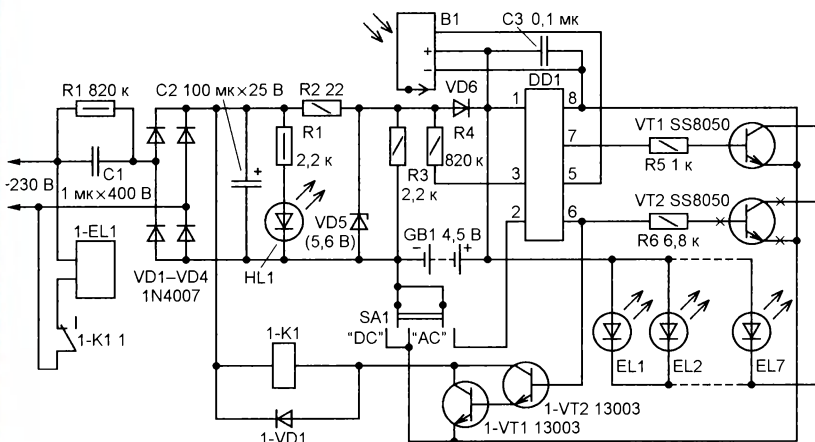 B1
C3 0,1 мк
+
−
DD1
R1 820 к
C2 100 мк×25 В
R2 22
VD6
1
8
R1
R4
7
VT1 SS8050
+
2,2 к
R3
820 к
R5 1 к
C1
2,2 к
3
5
VT2 SS8050
-230 В
1 мк×400 В
2
6
VD5
(5,6 В)
GB1
4,5 В
−
+
R6 6,8 к
1-EL1
VD1–VD4
1N4007
HL1
SA1
"DC"
"AC"
1-K1 1
1-K1
EL1
EL2
EL7
1-VT2 13003
1-VD1
1-VT1 13003